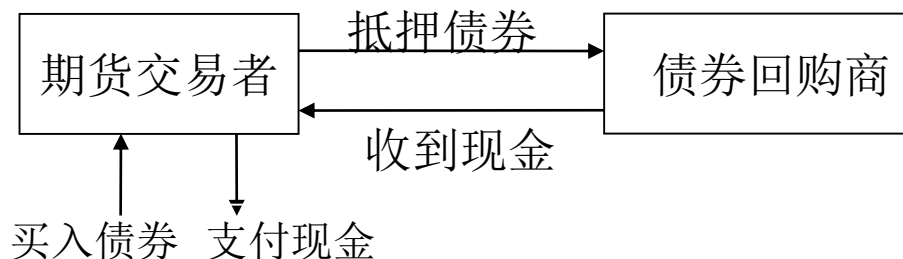 抵押债券
期货交易者
债券回购商
收到现金
买入债券 支付现金